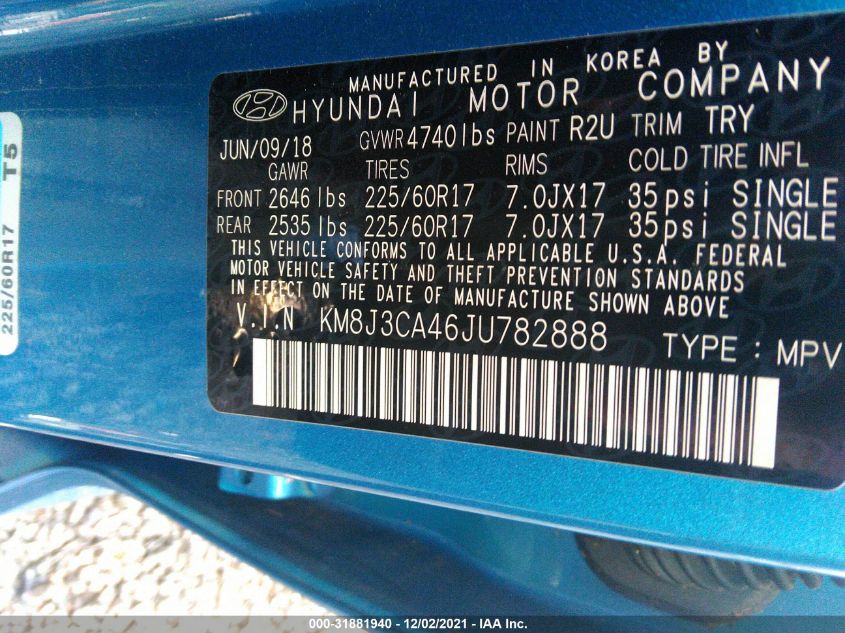 MANUFACTURED IN KOREA BY
HYUNDAI MOTOR COMPANY
JUN/09/18 GVWR 4740lbs PAINT R2U TRIM TRY
GAWR TIRES RIMS COLD TIRE INFL
FRONT 2646 lbs 225/60R17 7.0JX17 35psi SINGLE
REAR 2535 lbs 225/60R17 7.0JX17 35psi SINGLE
THIS VEHICLE CONFORMS TO ALL APPLICABLE U.S.A. FEDERAL
MOTOR VEHICLE SAFETY AND THEFT PREVENTION STANDARDS
IN EFFECT ON THE DATE OF MANUFACTURE SHOWN ABOVE
V.I.N KM8J3CA46JU782888
TYPE : MPV
225/60R17 T5
000-31881940 - 12/02/2021 - IAA Inc.